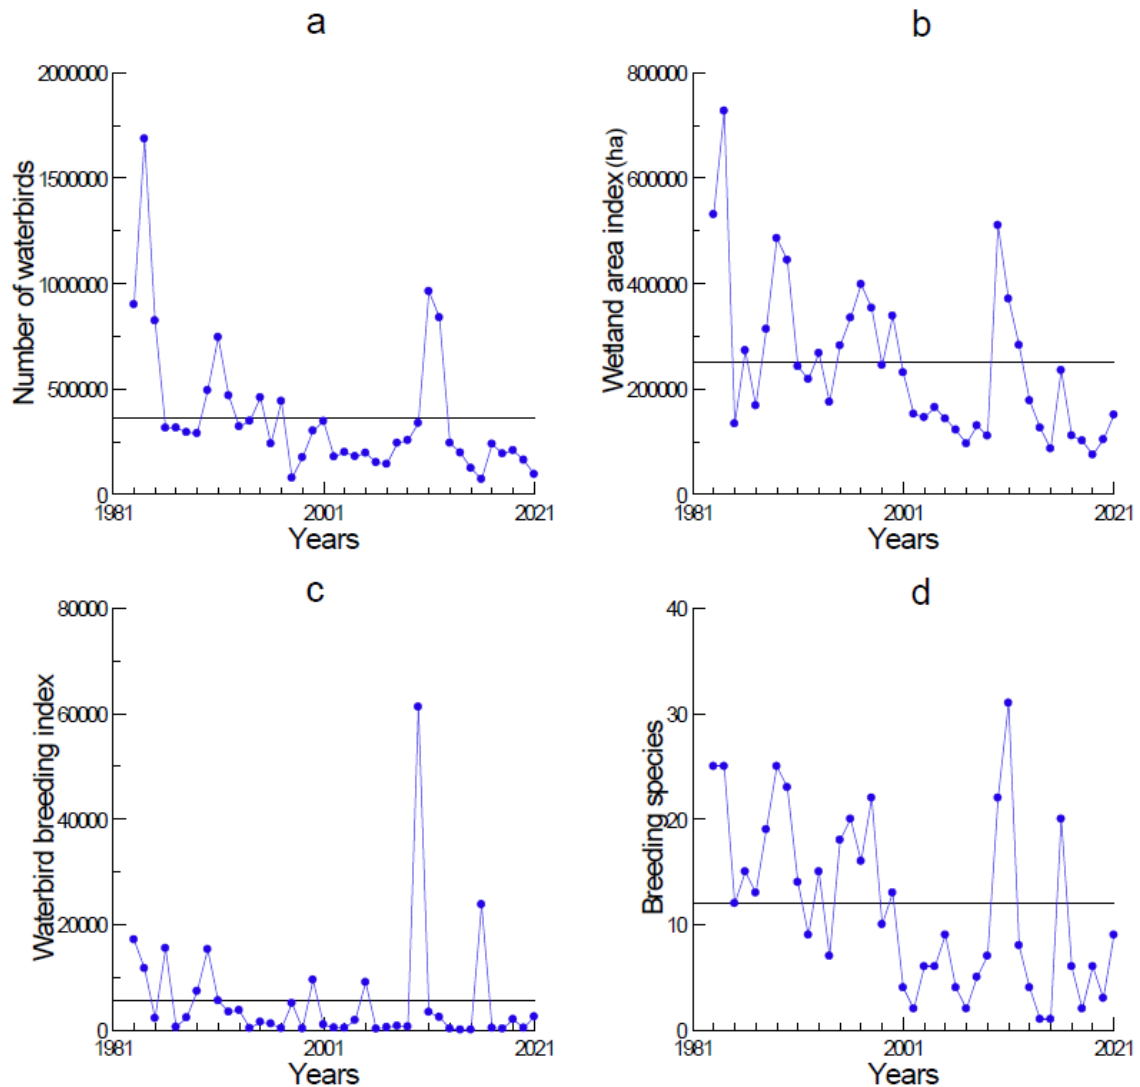 a
2000000
1500000
1000000
500000
0
1981
2001
2021
Years
Number of waterbirds
b
800000
600000
400000
200000
0
1981
2001
2021
Years
Wetland area index (ha)
c
80000
60000
40000
20000
0
1981
2001
2021
Years
Waterbird breeding index
d
40
30
20
10
0
1981
2001
2021
Years
Breeding species